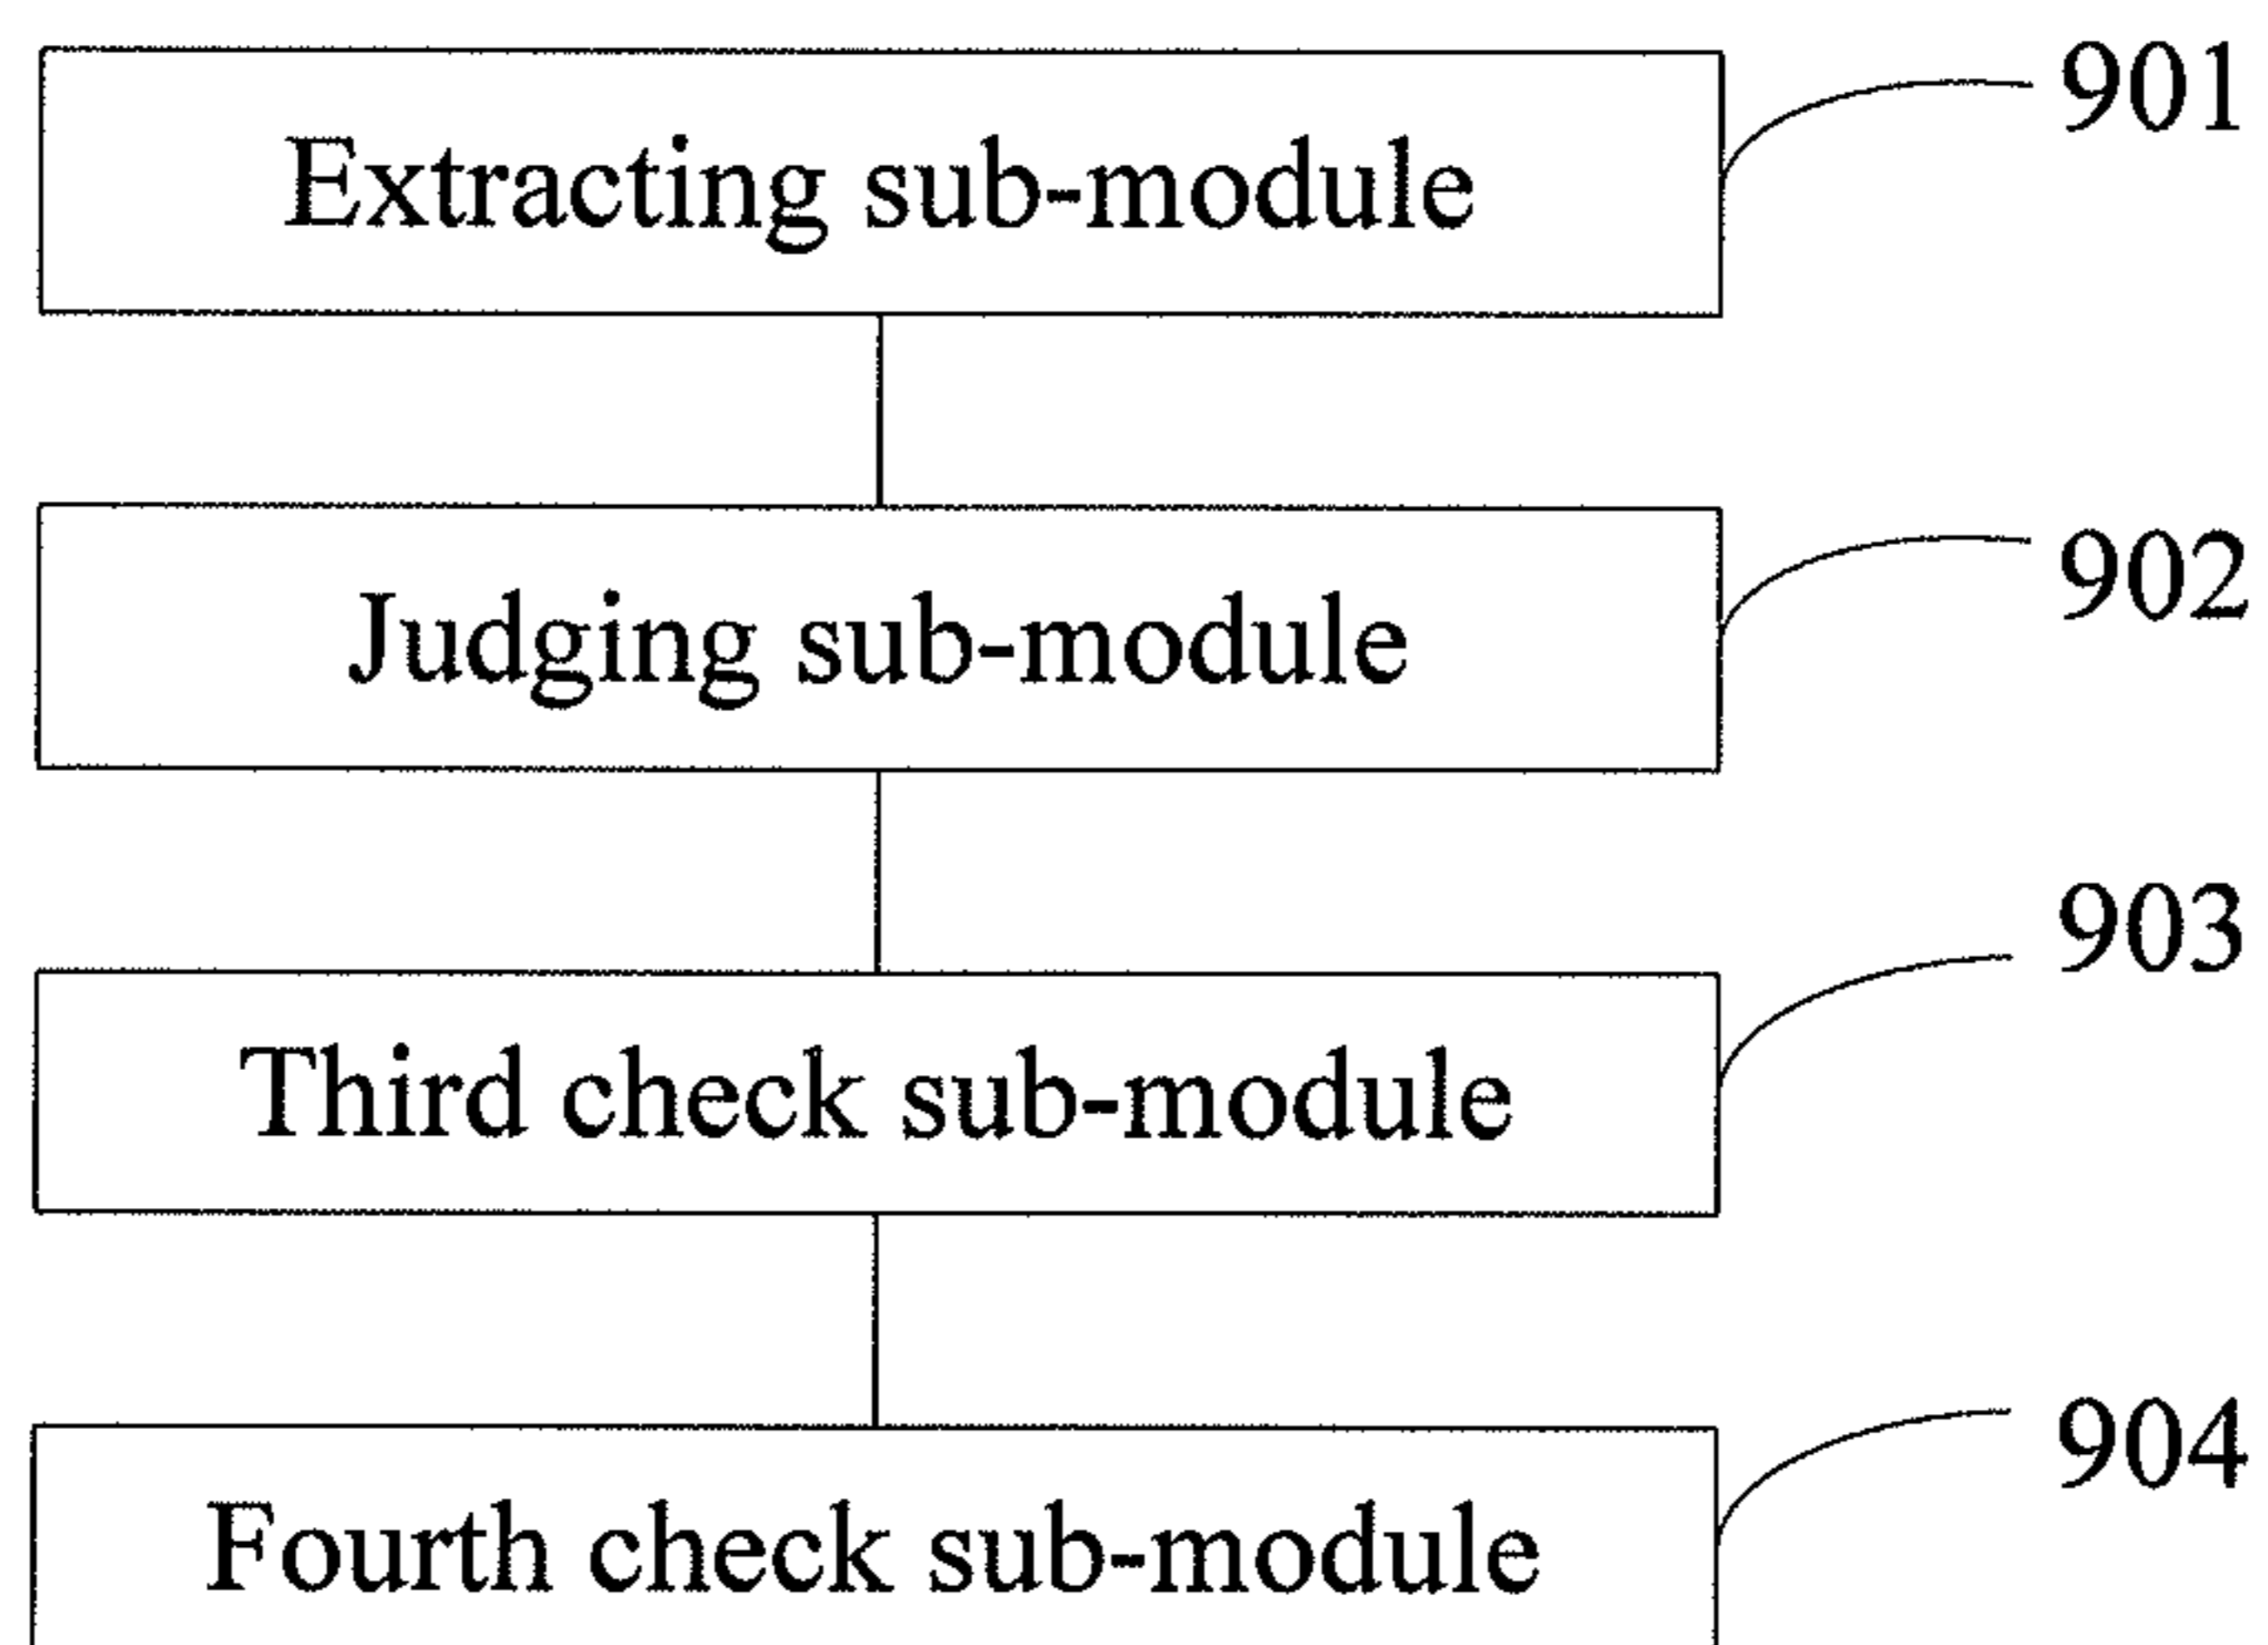 Extracting sub-module
901
Judging sub-module
902
Third check sub-module
903
Fourth check sub-module
904